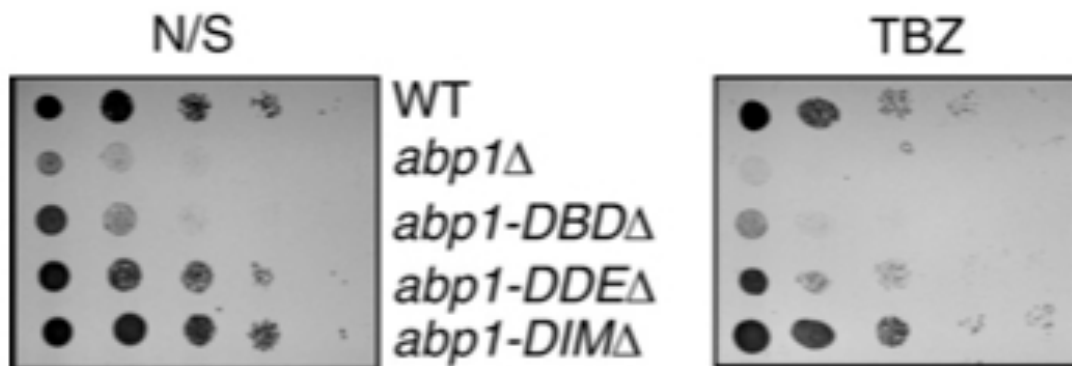 N/S
TBZ
WT
abp1Δ
abp1-DBDΔ
abp1-DDEΔ
abp1-DIMΔ